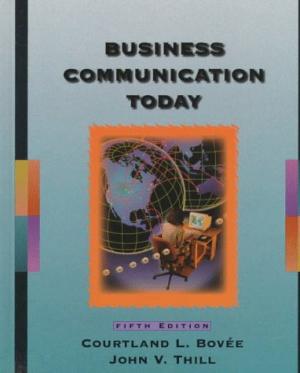 BUSINESS
COMMUNICATION
TODAY
FIFTH EDITION
COURTLAND L. BOVÉE
JOHN V. THILL